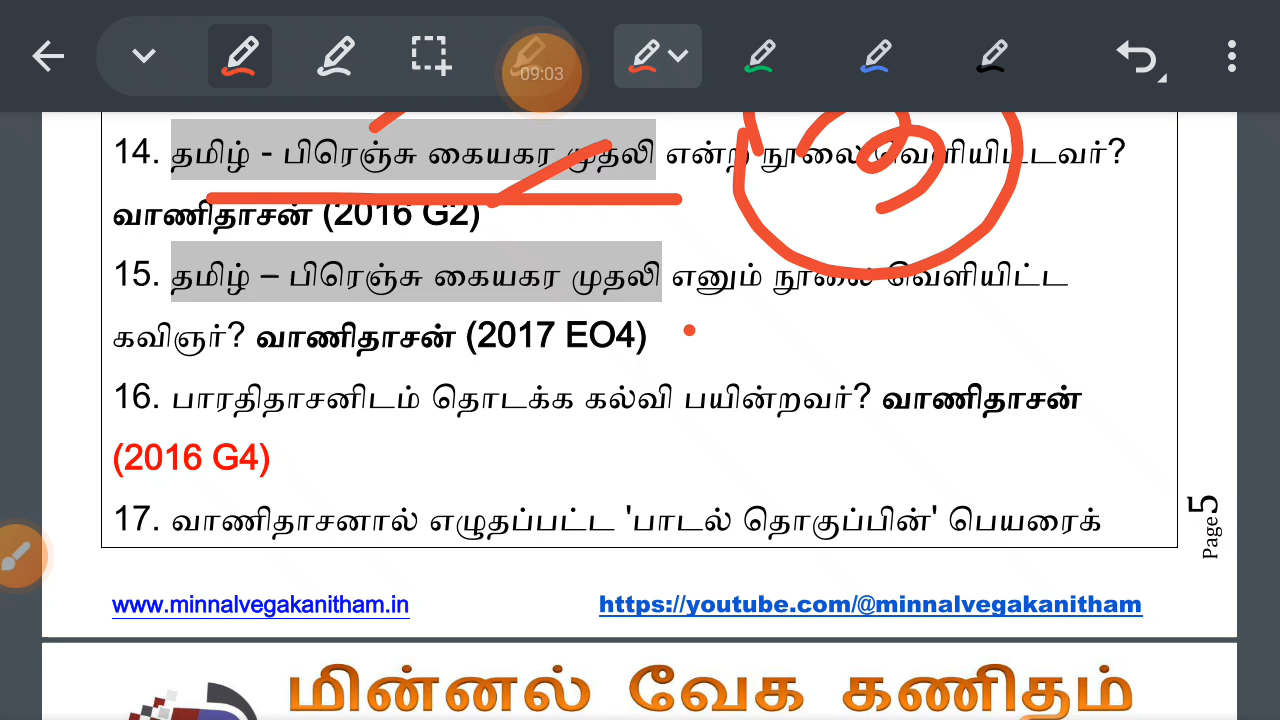 09:03
14. தமிழ் - பிரெஞ்சு கையகர முதலி என்ற நூலை வெளியிட்டவர்?
வாணிதாசன் (2016 G2)
15. தமிழ் – பிரெஞ்சு கையகர முதலி எனும் நூலை வெளியிட்ட
கவிஞர்? வாணிதாசன் (2017 EO4)
16. பாரதிதாசனிடம் தொடக்க கல்வி பயின்றவர்? வாணிதாசன்
(2016 G4)
17. வாணிதாசனால் எழுதப்பட்ட 'பாடல் தொகுப்பின்' பெயரைக்
Page5
www.minnalvegakanitham.in https://youtube.com/@minnalvegakanitham
மின்னல் வேக கணிதம்